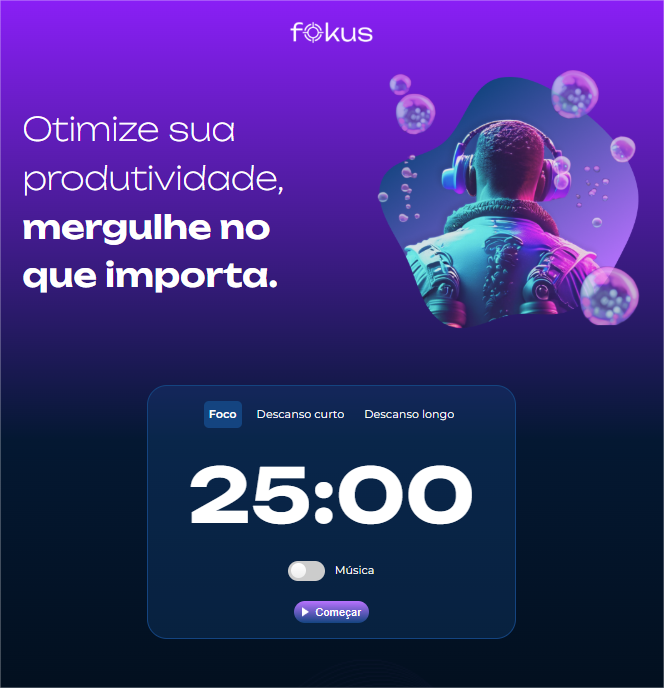 fokus
Otimize sua
produtividade,
mergulhe no
que importa.
Foco Descanso curto Descanso longo
25:00
Música
Começar